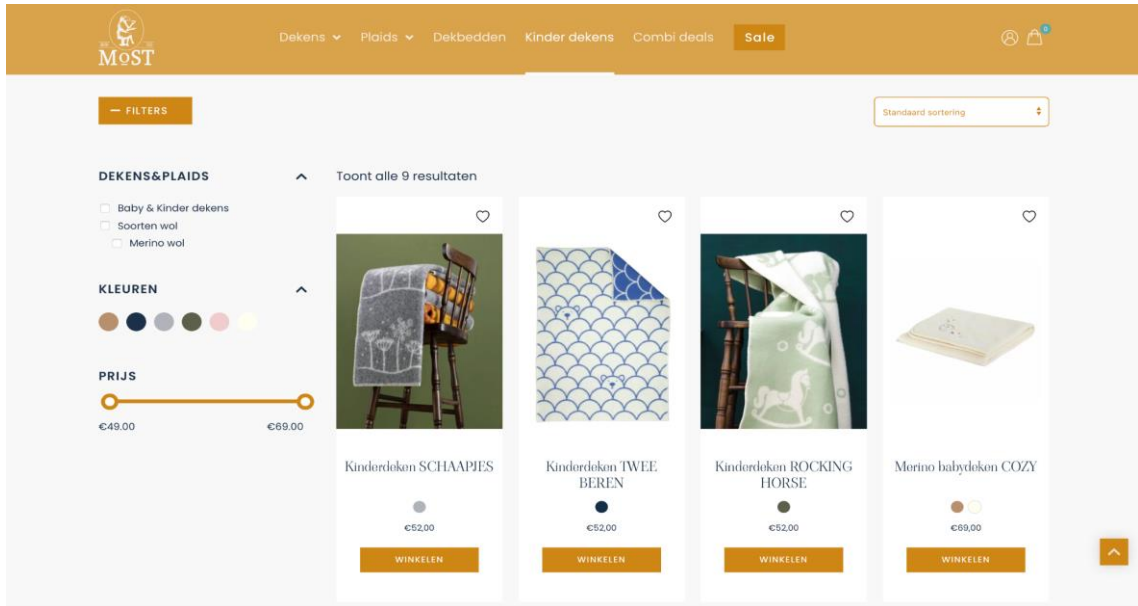 MOST
Dekens
Plaids
Dekbedden
Kinder dekens
Combi deals
Sale
0
— FILTERS
Standaard sortering
DEKENS&PLAIDS
Baby & Kinder dekens
Soorten wol
Merino wol
KLEUREN
PRIJS
€49.00
€69.00
Toont alle 9 resultaten
Kinderdeken SCHAAPJES
€52,00
WINKELEN
Kinderdeken TWEE
BEREN
€52,00
WINKELEN
Kinderdeken ROCKING
HORSE
€52,00
WINKELEN
Merino babydeken COZY
€69,00
WINKELEN